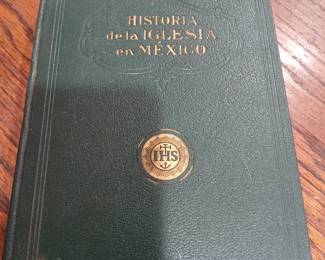 HISTORIA
de la IGLESIA
en MÉXICO
IHS